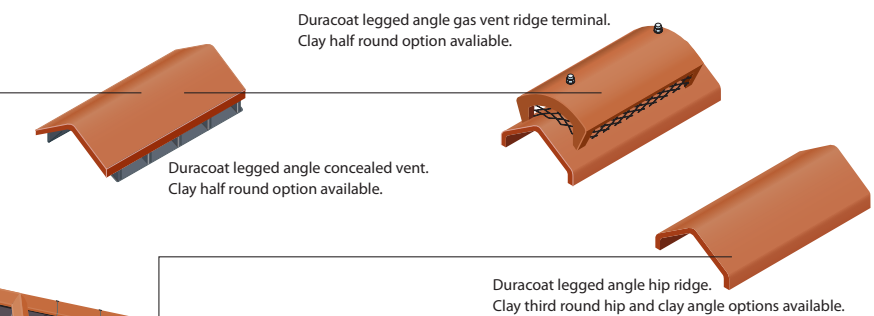 Duracoat legged angle gas vent ridge terminal.
Clay half round option avaliable.
Duracoat legged angle concealed vent.
Clay half round option available.
Duracoat legged angle hip ridge.
Clay third round hip and clay angle options available.